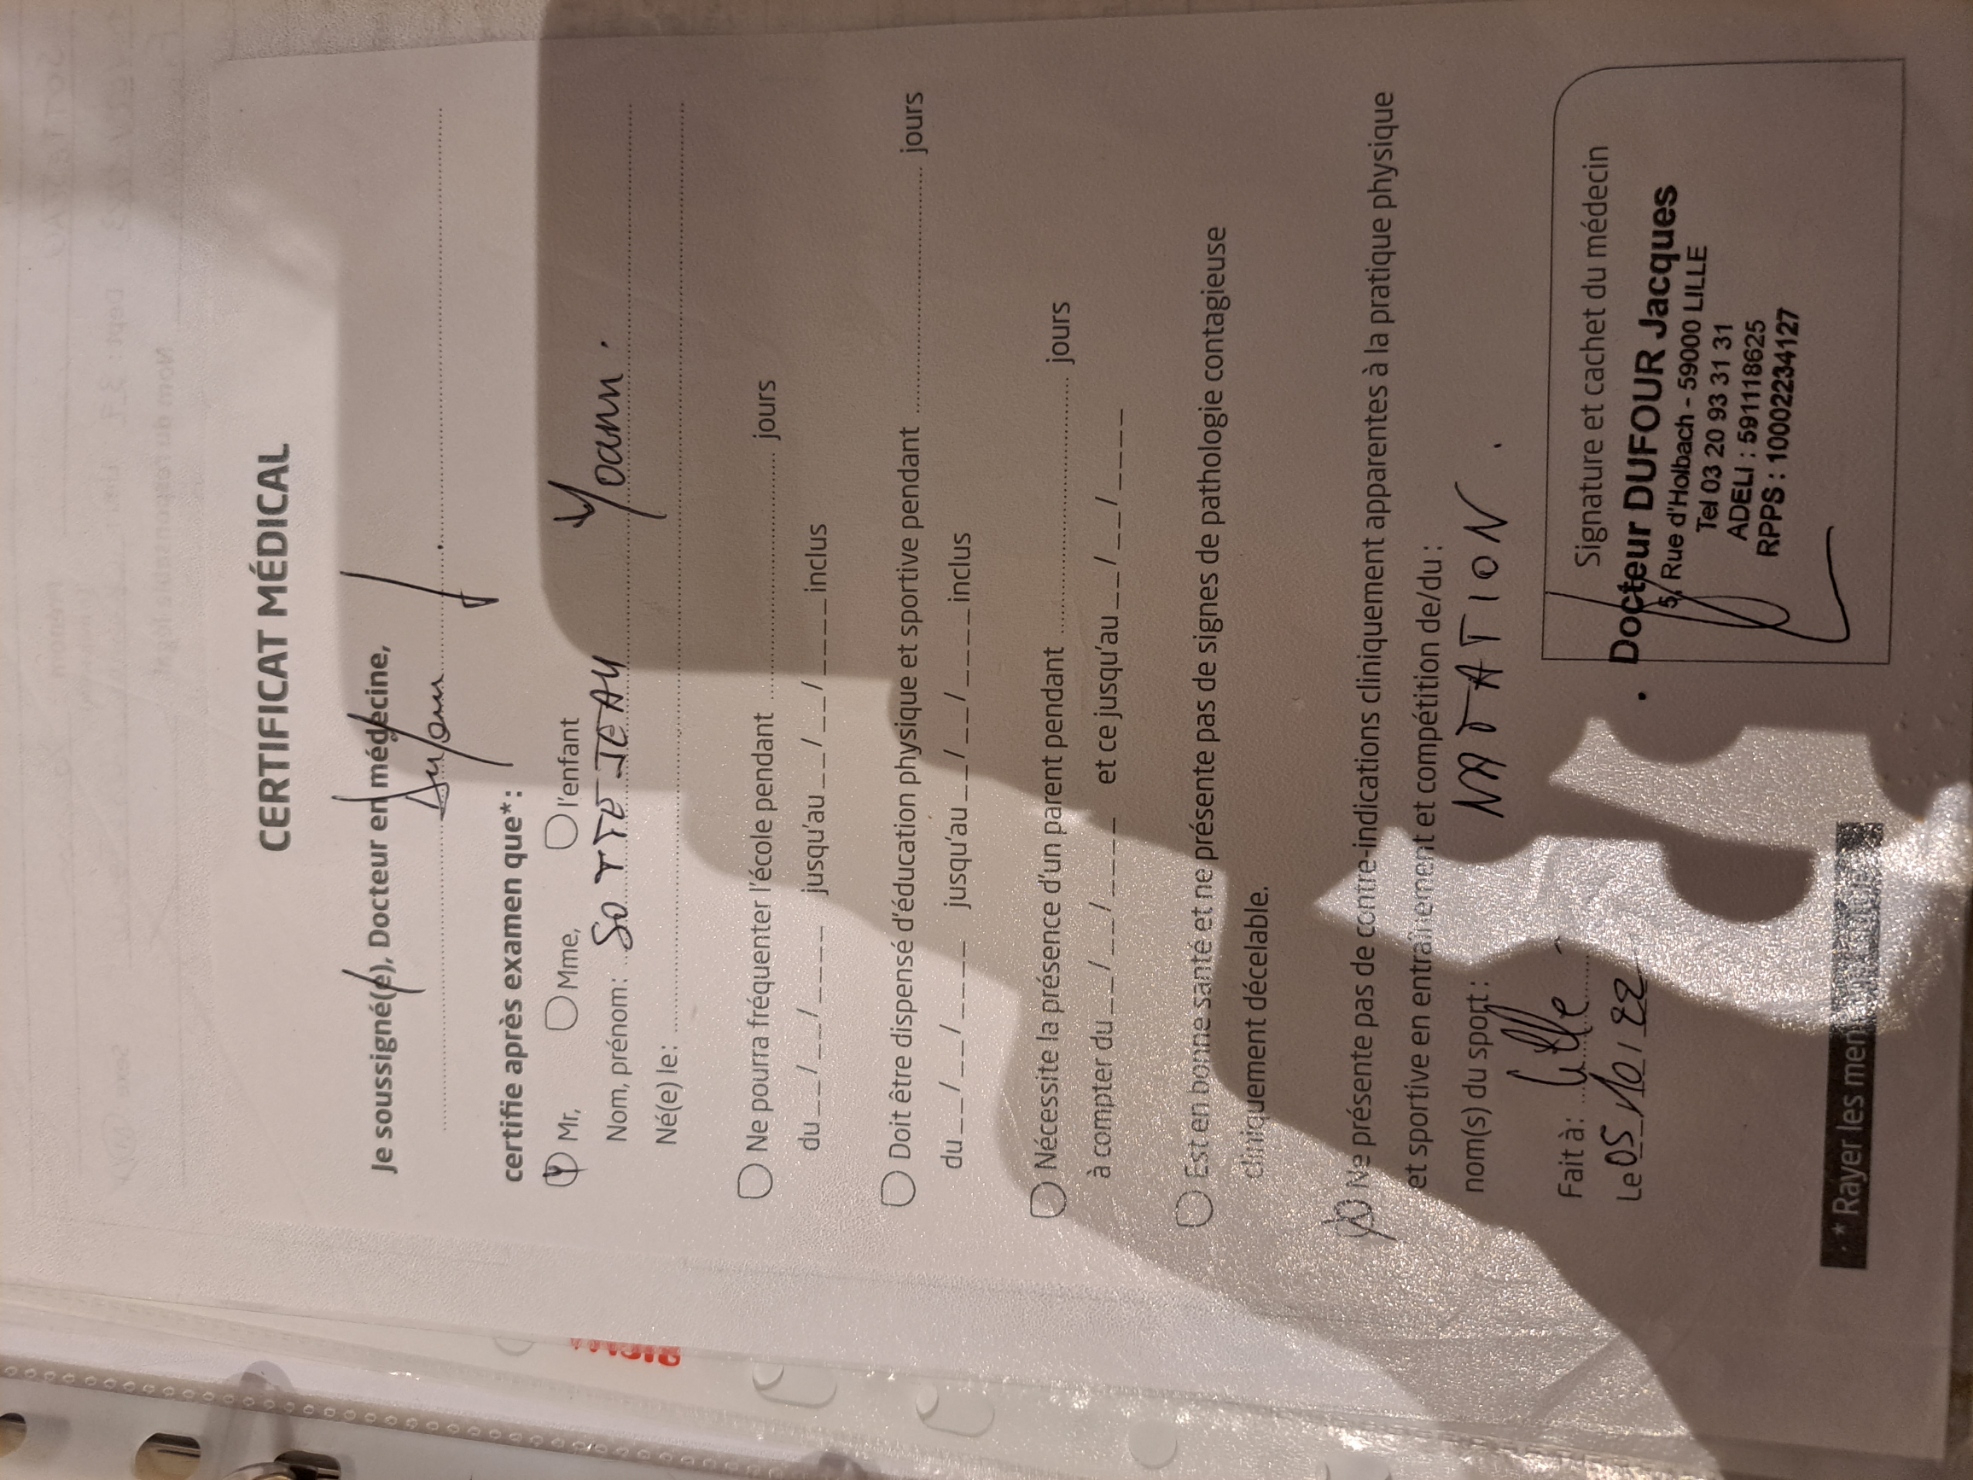 CERTIFICAT MÉDICAL
Je soussigné(e), Docteur en médecine,
certifie après examen que* :
Mr, Mme, l'enfant
Nom, prénom: SOTTETEAU Yoann.
Né(e) le:
Ne pourra fréquenter l'école pendant jours
du __/__/____ jusqu'au __/__/____ inclus
Doit être dispensé d'éducation physique et sportive pendant jours
du __/__/____ jusqu'au __/__/____ inclus
Nécessite la présence d'un parent pendant jours
à compter du __/__/____ et ce jusqu'au __/__/____
Est en bonne santé et ne présente pas de signes de pathologie contagieuse
cliniquement décelable.
Ne présente pas de contre-indications cliniquement apparentes à la pratique physique
et sportive en entraînement et compétition de/du :
nom(s) du sport : NATATION.
Fait à: Lille
Le 05/10/22
Signature et cachet du médecin
Docteur DUFOUR Jacques
5, Rue d'Holbach - 59000 LILLE
Tel 03 20 93 31 31
ADELI : 591118625
RPPS : 10002234127
* Rayer les